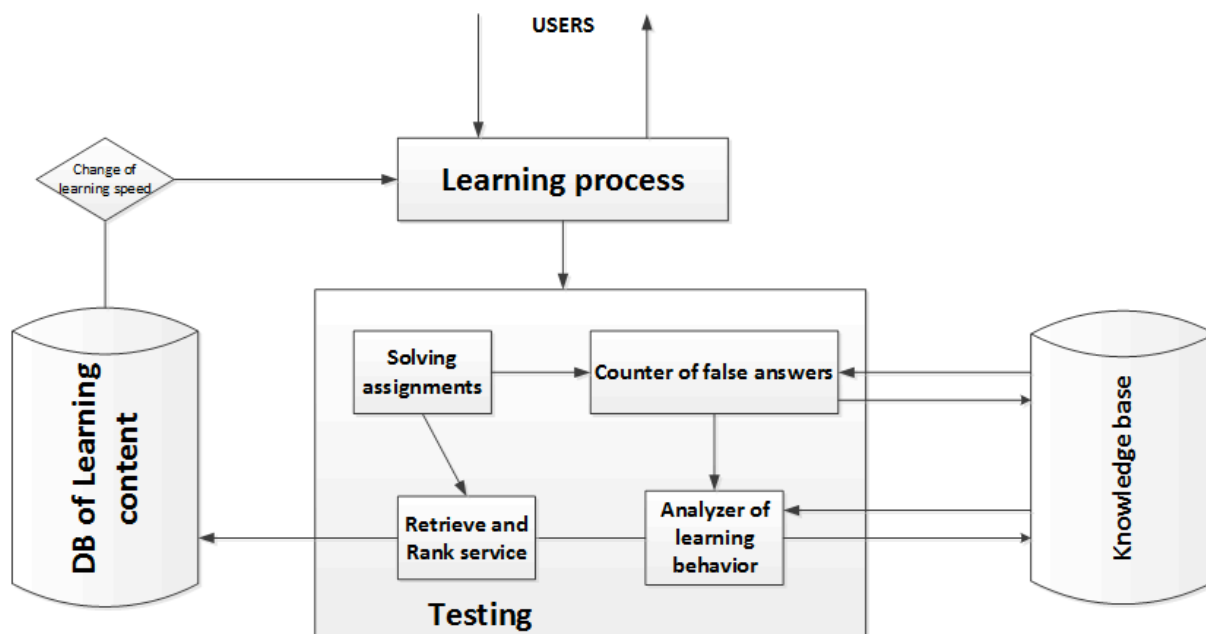 USERS
Change of
learning speed
Learning process
Solving
assignments
Counter of false answers
DB of Learning
content
Knowledge base
Retrieve and
Rank service
Analyzer of
learning
behavior
Testing